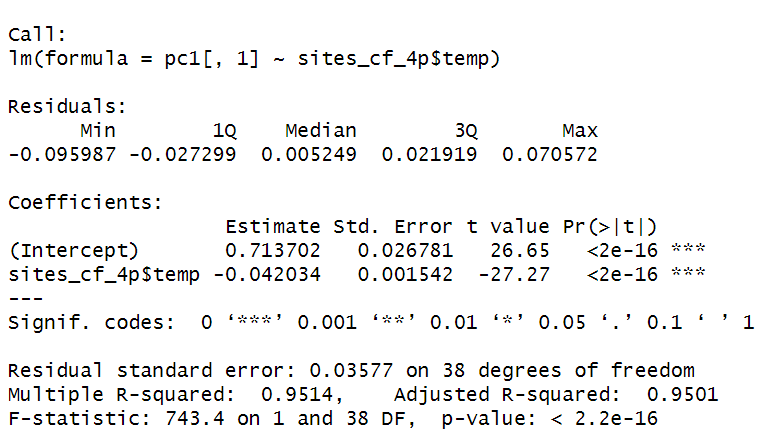 Call:
lm(formula = pc1[, 1] ~ sites_cf_4p$temp)
Residuals:
Min 1Q Median 3Q Max
-0.095987 -0.027299 0.005249 0.021919 0.070572
Coefficients:
Estimate Std. Error t value Pr(>|t|)
(Intercept) 0.713702 0.026781 26.65 <2e-16 ***
sites_cf_4p$temp -0.042034 0.001542 -27.27 <2e-16 ***
---
Signif. codes: 0 ‘***’ 0.001 ‘**’ 0.01 ‘*’ 0.05 ‘.’ 0.1 ‘ ’ 1
Residual standard error: 0.03577 on 38 degrees of freedom
Multiple R-squared: 0.9514, Adjusted R-squared: 0.9501
F-statistic: 743.4 on 1 and 38 DF, p-value: < 2.2e-16